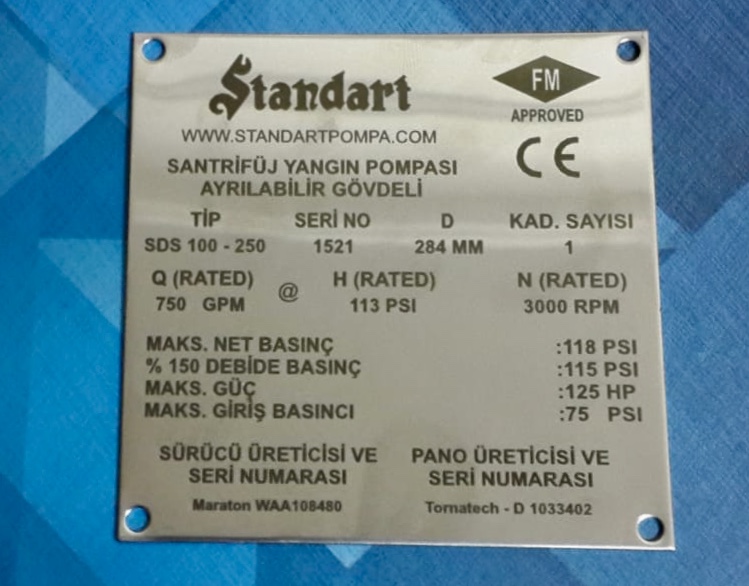 Standart
FM
APPROVED
WWW.STANDARTPOMPA.COM
CE
SANTRİFÜJ YANGIN POMPASI
AYRILABİLİR GÖVDELİ
TİP SERİ NO D KAD. SAYISI
SDS 100 - 250 1521 284 MM 1
Q (RATED) @ H (RATED) N (RATED)
750 GPM 113 PSI 3000 RPM
MAKS. NET BASINÇ :118 PSI
% 150 DEBİDE BASINÇ :115 PSI
MAKS. GÜÇ :125 HP
MAKS. GİRİŞ BASINCI :75 PSI
SÜRÜCÜ ÜRETİCİSİ VE
SERİ NUMARASI
Maraton WAA108480
PANO ÜRETİCİSİ VE
SERİ NUMARASI
Tornatech - D 1033402